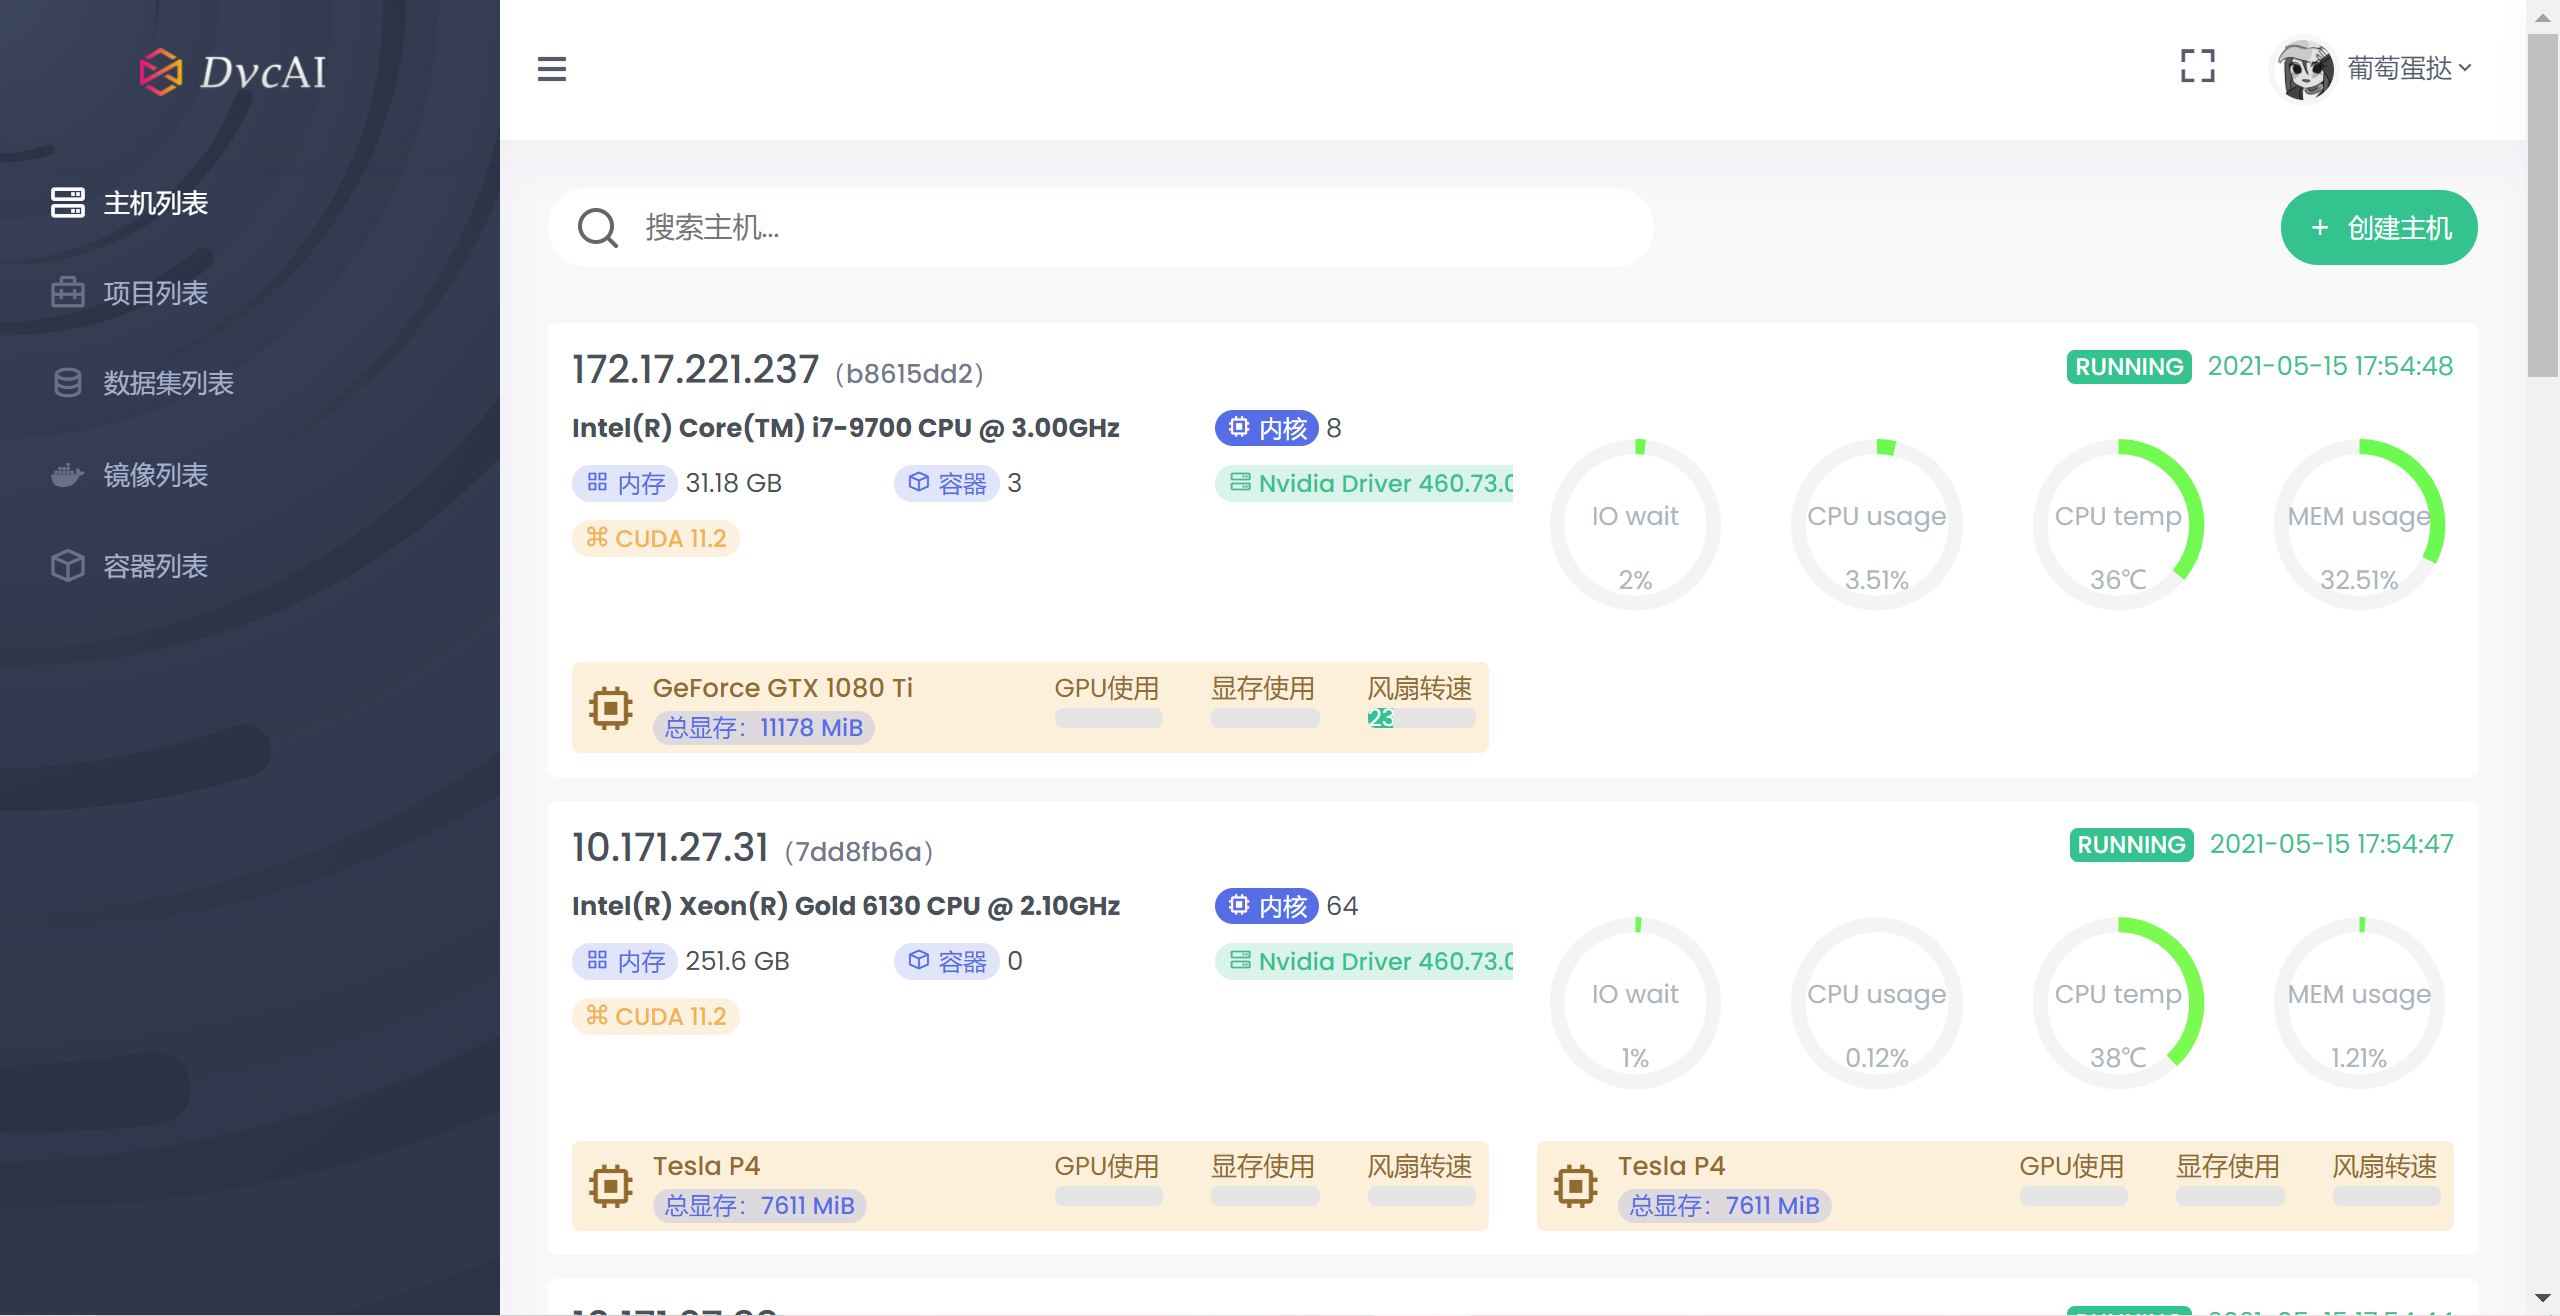 DvcAI
主机列表
项目列表
数据集列表
镜像列表
容器列表
葡萄蛋挞
搜索主机...
+ 创建主机
172.17.221.237 (b8615dd2)
RUNNING 2021-05-15 17:54:48
Intel(R) Core(TM) i7-9700 CPU @ 3.00GHz
内核 8
内存 31.18 GB
容器 3
Nvidia Driver 460.73.0
CUDA 11.2
IO wait
2%
CPU usage
3.51%
CPU temp
36℃
MEM usage
32.51%
GeForce GTX 1080 Ti
总显存：11178 MiB
GPU使用
显存使用
风扇转速
23
10.171.27.31 (7dd8fb6a)
RUNNING 2021-05-15 17:54:47
Intel(R) Xeon(R) Gold 6130 CPU @ 2.10GHz
内核 64
内存 251.6 GB
容器 0
Nvidia Driver 460.73.0
CUDA 11.2
IO wait
1%
CPU usage
0.12%
CPU temp
38℃
MEM usage
1.21%
Tesla P4
总显存：7611 MiB
GPU使用
显存使用
风扇转速
Tesla P4
总显存：7611 MiB
GPU使用
显存使用
风扇转速